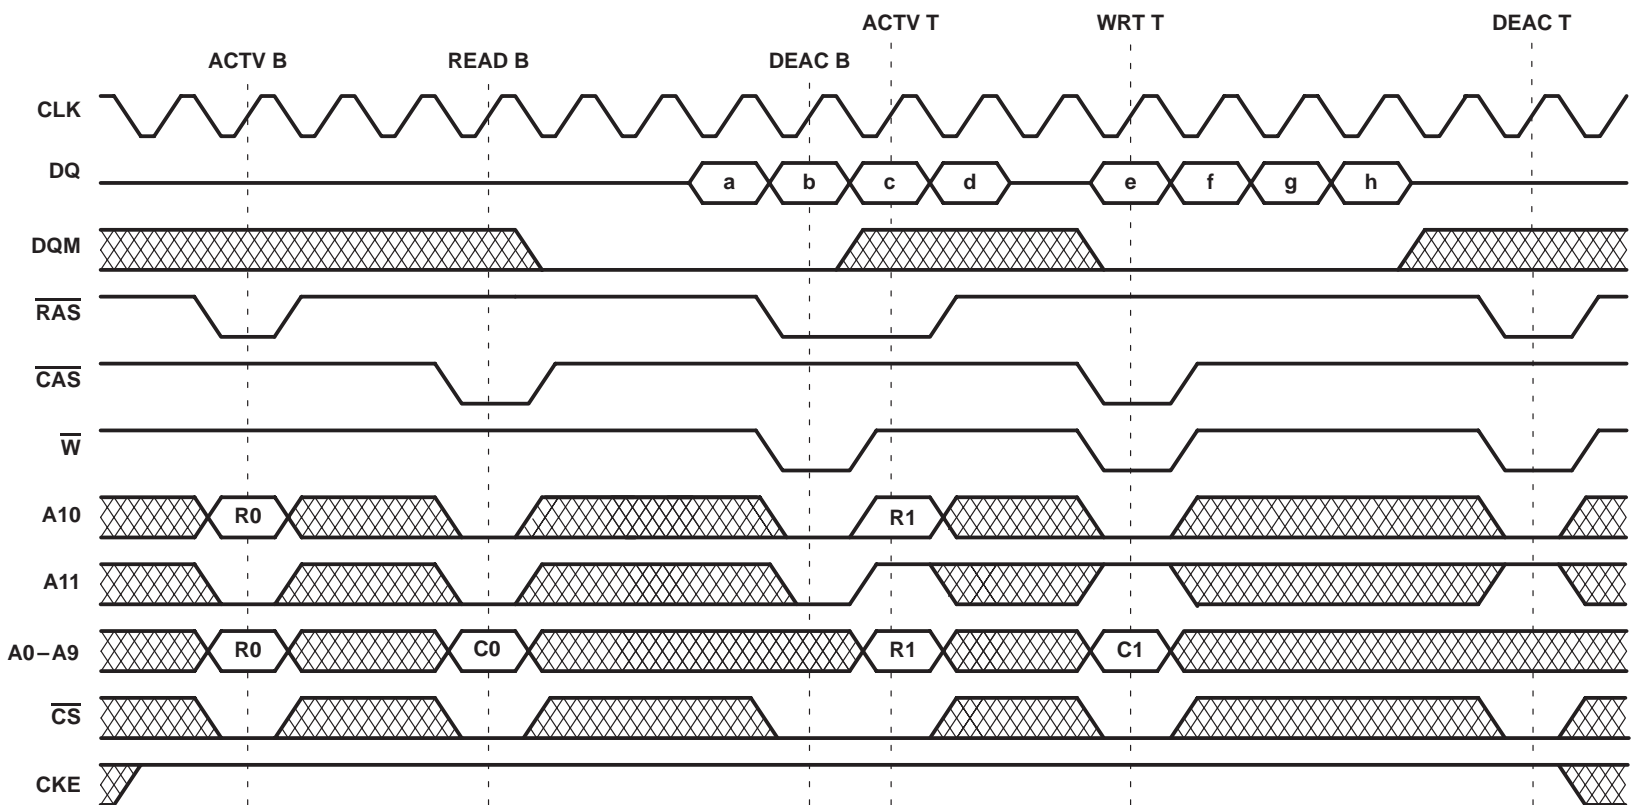 ACTV T WRT T DEAC T
ACTV B READ B DEAC B
CLK
DQ a b c d e f g h
DQM
RAS
CAS
W
A10 R0 R1
A11
A0–A9 R0 C0 R1 C1
CS
CKE